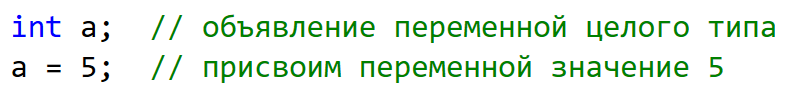 int a;  // объявление переменной целого типа
a = 5;  // присвоим переменной значение 5